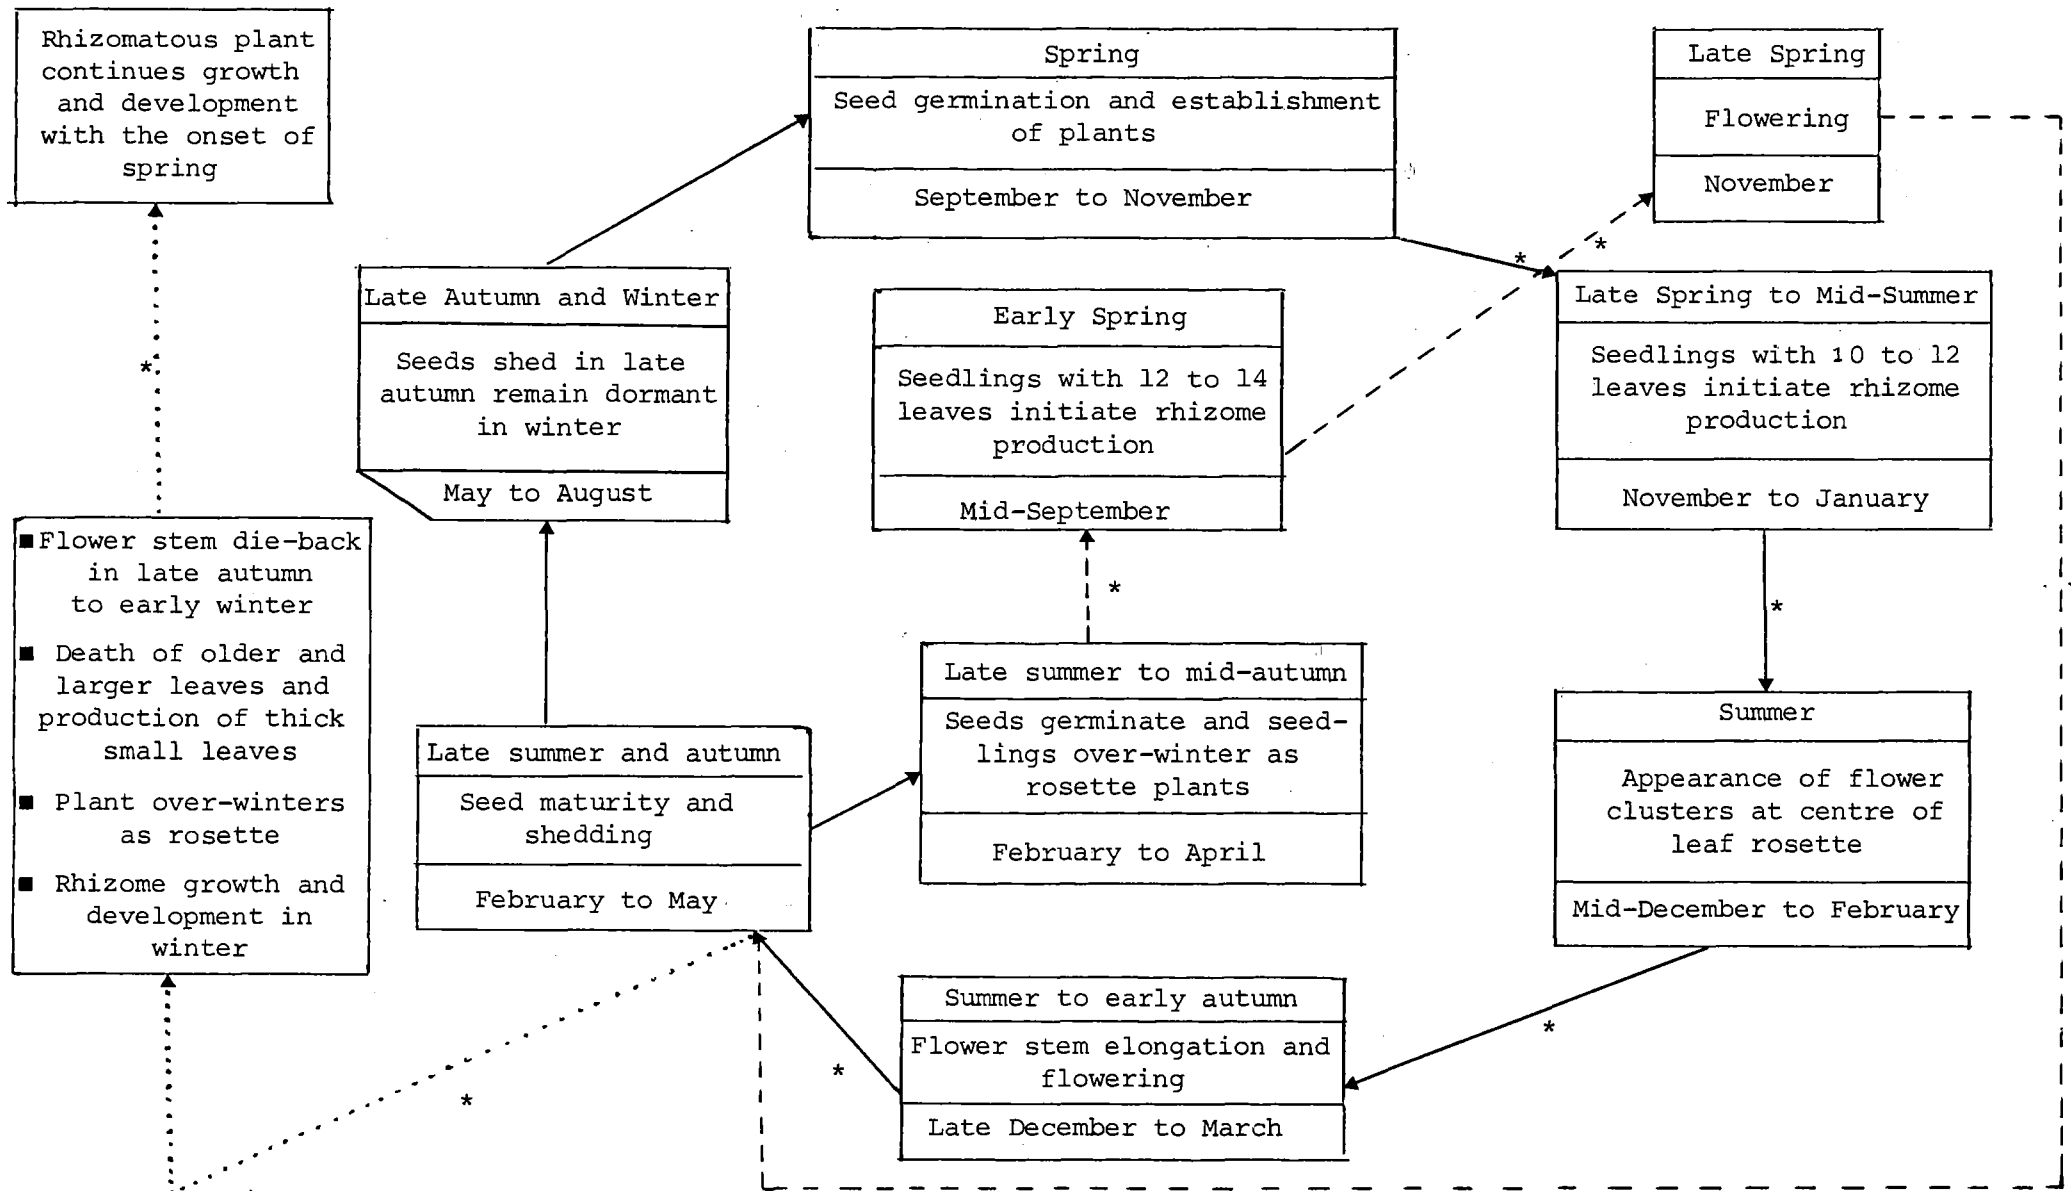 Rhizomatous plant
continues growth
and development
with the onset of
spring
Spring
Seed germination and establishment
of plants
September to November
Late Spring
Flowering
November
Late Autumn and Winter
Seeds shed in late
autumn remain dormant
in winter
May to August
Early Spring
Seedlings with 12 to 14
leaves initiate rhizome
production
Mid-September
Late Spring to Mid-Summer
Seedlings with 10 to 12
leaves initiate rhizome
production
November to January
■ Flower stem die-back
in late autumn
to early winter
■ Death of older and
larger leaves and
production of thick
small leaves
■ Plant over-winters
as rosette
■ Rhizome growth and
development in
winter
Late summer and autumn
Seed maturity and
shedding
February to May
Late summer to mid-autumn
Seeds germinate and seed-
lings over-winter as
rosette plants
February to April
Summer
Appearance of flower
clusters at centre of
leaf rosette
Mid-December to February
Summer to early autumn
Flower stem elongation and
flowering
Late December to March
*
*
*
*
*
*
*
*